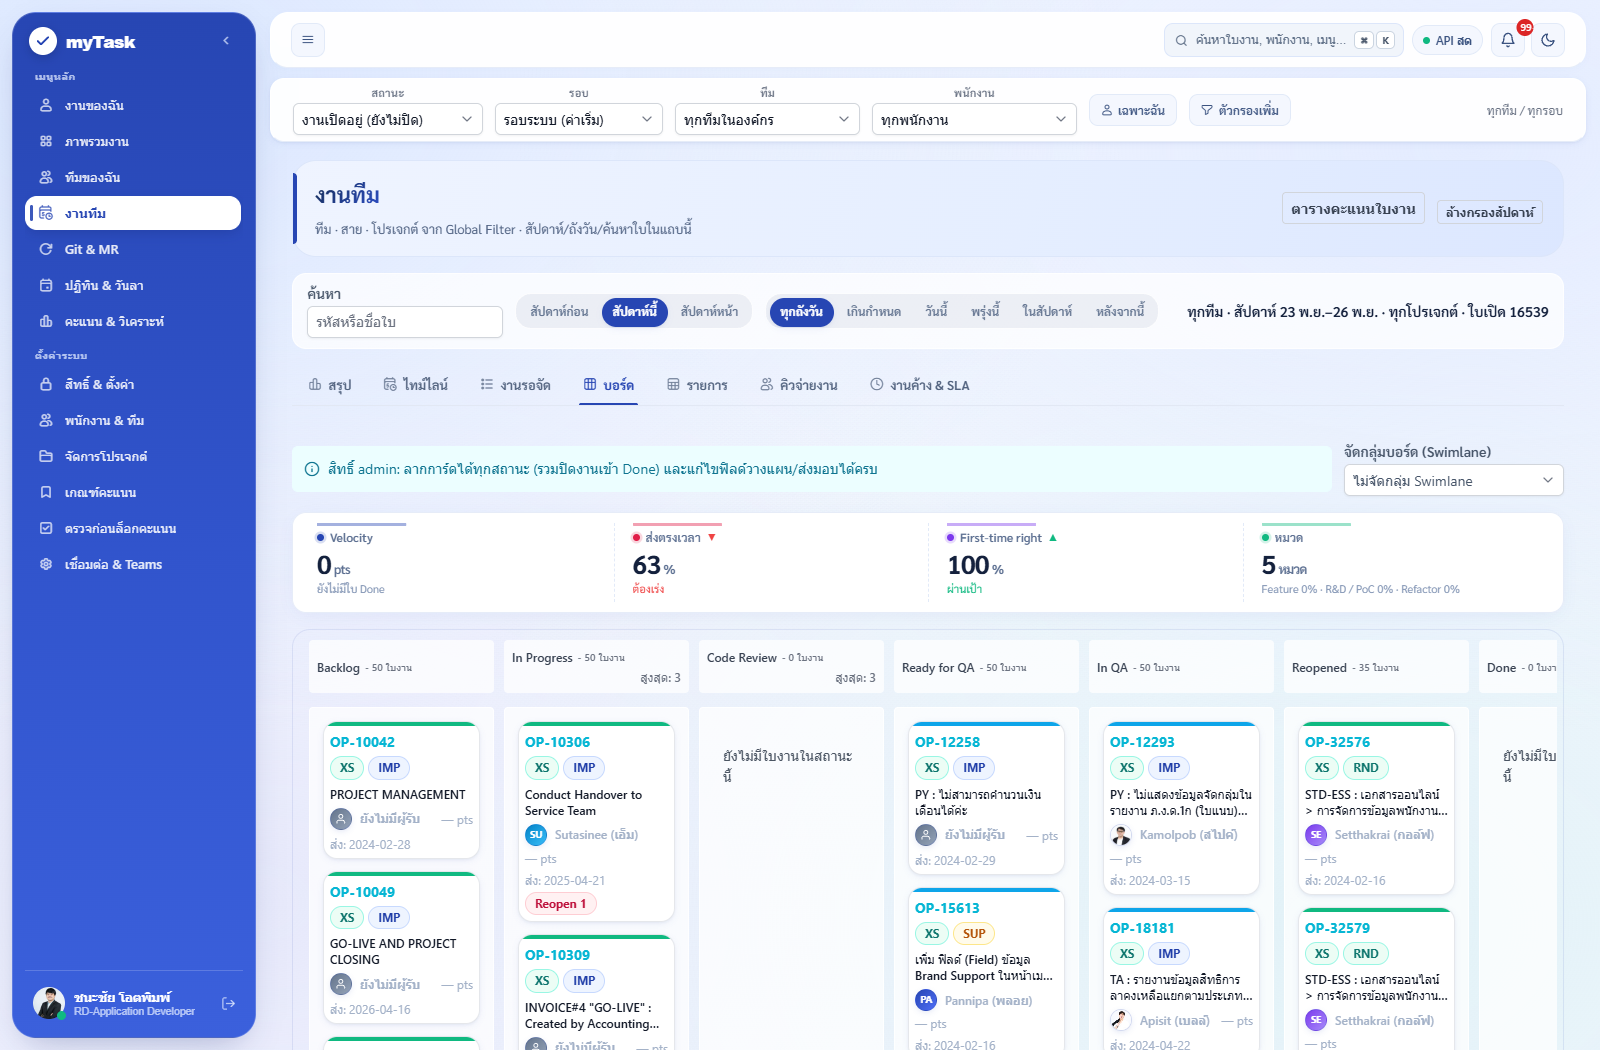 myTask
เมนูหลัก
งานของฉัน
ภาพรวมงาน
ทีมของฉัน
งานทีม
Git & MR
ปฏิทิน & วันลา
คะแนน & วิเคราะห์
ตั้งค่าระบบ
สิทธิ์ & ตั้งค่า
พนักงาน & ทีม
จัดการโปรเจกต์
เกณฑ์คะแนน
ตรวจก่อนล็อกคะแนน
เชื่อมต่อ & Teams
ชนะชัย โอตพิมพ์
RD-Application Developer
ค้นหาใบงาน, พนักงาน, เมนู... ⌘ K
API สด
99
สถานะ
งานเปิดอยู่ (ยังไม่ปิด)
รอบ
รอบระบบ (ค่าเริ่ม)
ทีม
ทุกทีมในองค์กร
พนักงาน
ทุกพนักงาน
เฉพาะฉัน
ตัวกรองเพิ่ม
ทุกทีม / ทุกรอบ
งานทีม
ทีม · สาย · โปรเจกต์ จาก Global Filter · สัปดาห์/ถังวัน/ค้นหาใบในแถบนี้
ตารางคะแนนใบงาน
ล้างกรองสัปดาห์
ค้นหา
รหัสหรือชื่อใบ
สัปดาห์ก่อน สัปดาห์นี้ สัปดาห์หน้า
ทุกถังวัน เกินกำหนด วันนี้ พรุ่งนี้ ในสัปดาห์ หลังจากนี้
ทุกทีม · สัปดาห์ 23 พ.ย.–26 พ.ย. · ทุกโปรเจกต์ · ใบเปิด 16539
สรุป ไทม์ไลน์ งานรอจัด บอร์ด รายการ คิวจ่ายงาน งานค้าง & SLA
สิทธิ์ admin: ลากการ์ดได้ทุกสถานะ (รวมปิดงานเข้า Done) และแก้ไขฟิลด์วางแผน/ส่งมอบได้ครบ
จัดกลุ่มบอร์ด (Swimlane)
ไม่จัดกลุ่ม Swimlane
Velocity
0 pts
ยังไม่มีใบ Done
ส่งตรงเวลา ▼
63 %
ต้องเร่ง
First-time right ▲
100 %
ผ่านเป้า
หมวด
5 หมวด
Feature 0% · R&D / PoC 0% · Refactor 0%
Backlog - 50 ใบงาน
OP-10042
XS IMP
PROJECT MANAGEMENT
ยังไม่มีผู้รับ — pts
ส่ง: 2024-02-28
OP-10049
XS IMP
GO-LIVE AND PROJECT
CLOSING
ยังไม่มีผู้รับ — pts
ส่ง: 2026-04-16
In Progress - 50 ใบงาน
สูงสุด: 3
OP-10306
XS IMP
Conduct Handover to
Service Team
SU Sutasinee (เอ็ม)
— pts
ส่ง: 2025-04-21
Reopen 1
OP-10309
XS IMP
INVOICE#4 "GO-LIVE" :
Created by Accounting...
ยังไม่มีผู้รับ — pts
Code Review - 0 ใบงาน
สูงสุด: 3
ยังไม่มีใบงานในสถานะ
นี้
Ready for QA - 50 ใบงาน
OP-12258
XS IMP
PY : ไม่สามารถคำนวนเงิน
เดือนได้ค่ะ
ยังไม่มีผู้รับ — pts
ส่ง: 2024-02-29
OP-15613
XS SUP
เพิ่ม ฟิลด์ (Field) ข้อมูล
Brand Support ในหน้าเม...
PA Pannipa (พลอย)
— pts
ส่ง: 2024-02-16
In QA - 50 ใบงาน
OP-12293
XS IMP
PY : ไม่แสดงข้อมูลจัดกลุ่มใน
รายงาน ภ.ง.ด.1ก (ใบแนบ)...
Kamolpob (สไปค์)
— pts
ส่ง: 2024-03-15
OP-18181
XS IMP
TA : รายงานข้อมูลสิทธิการ
ลาคงเหลือแยกตามประเภท...
Apisit (เบลล์) — pts
ส่ง: 2024-04-22
Reopened - 35 ใบงาน
OP-32576
XS RND
STD-ESS : เอกสารออนไลน์
> การจัดการข้อมูลพนักงาน...
SE Setthakrai (กอล์ฟ)
— pts
ส่ง: 2024-02-16
OP-32579
XS RND
STD-ESS : เอกสารออนไลน์
> การจัดการข้อมูลพนักงาน...
SE Setthakrai (กอล์ฟ)
— pts
Done - 0 ใบงา
ยังไม่มีใบ
นี้